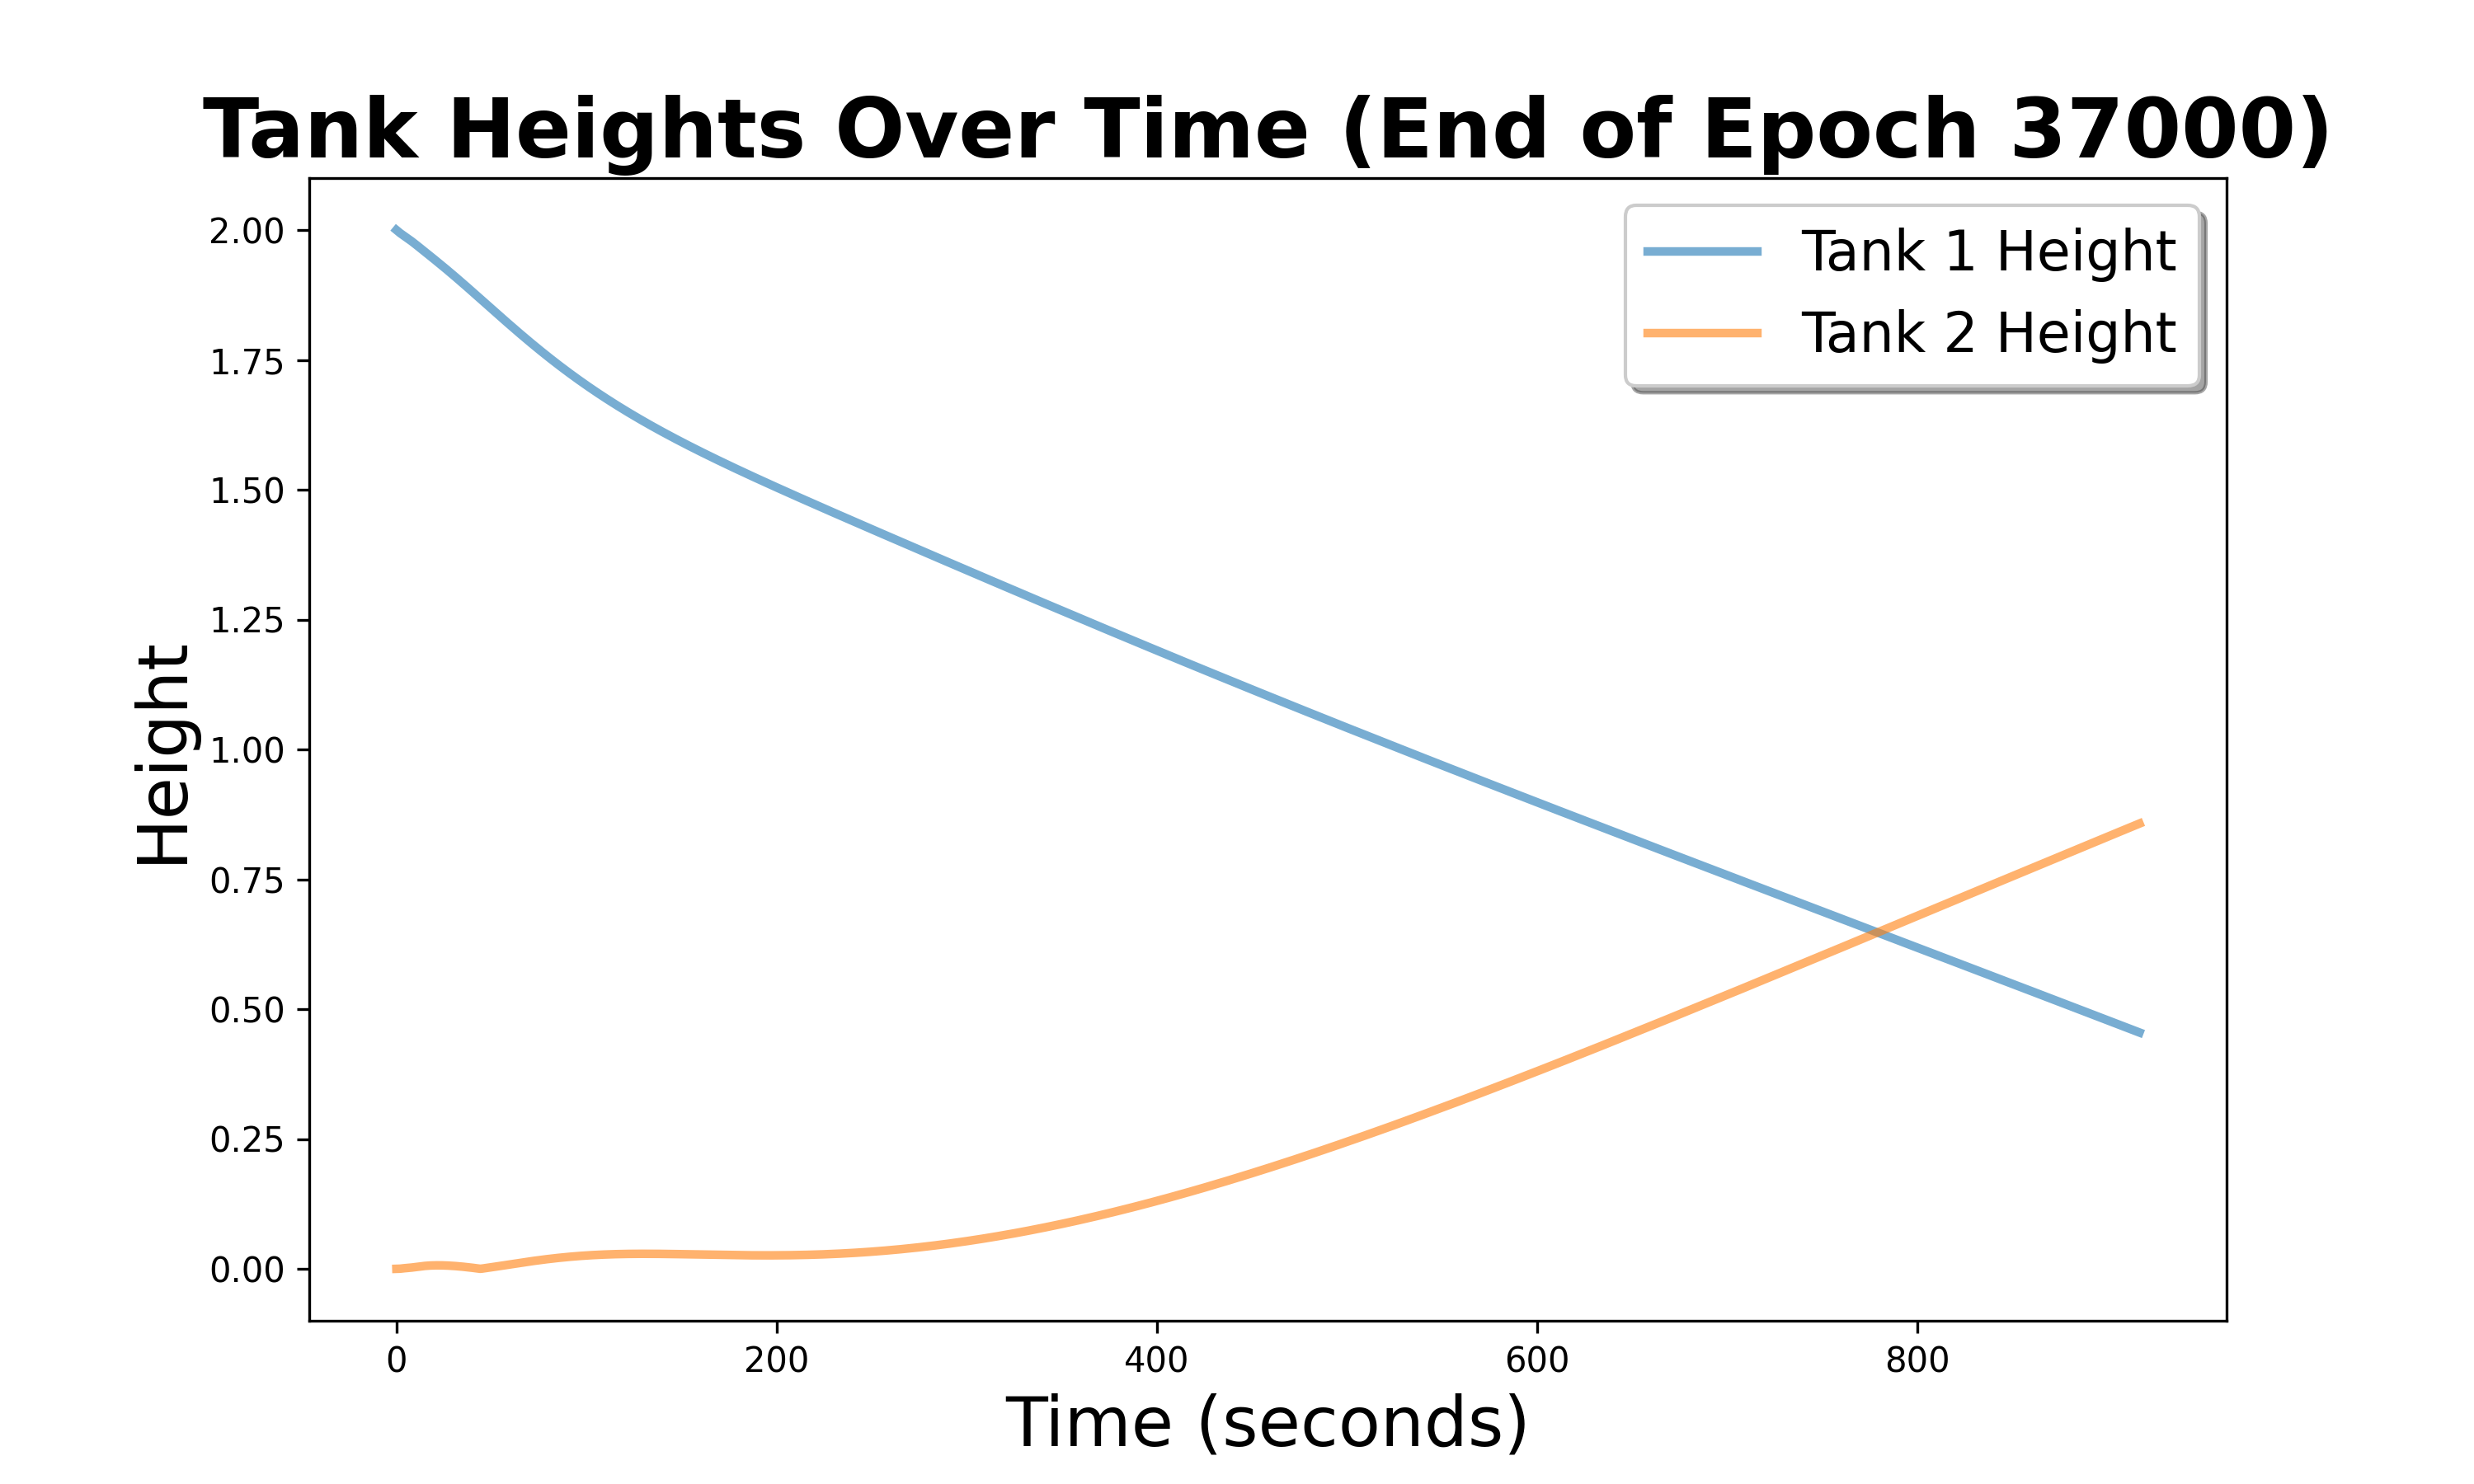 Tank Heights Over Time (End of Epoch 37000)
Tank 1 Height
Tank 2 Height
Height
2.00
1.75
1.50
1.25
1.00
0.75
0.50
0.25
0.00
0
200
400
600
800
Time (seconds)